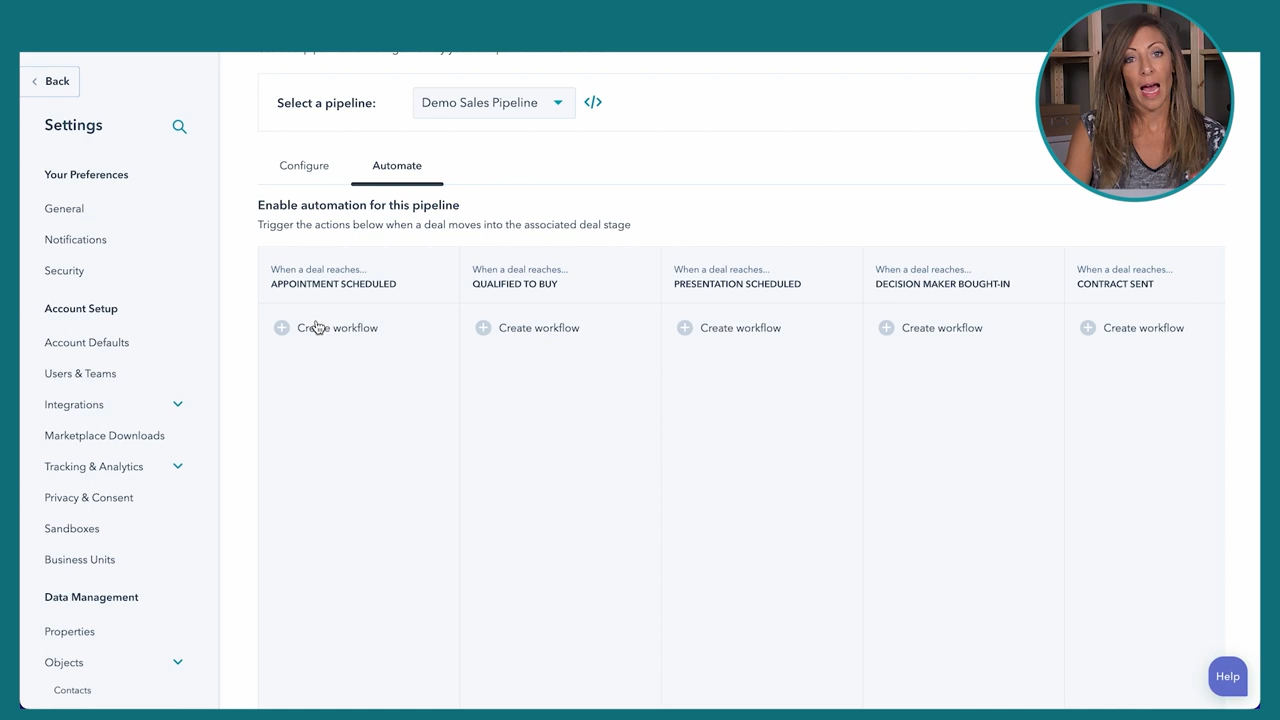 Back
Settings
Your Preferences
General
Notifications
Security
Account Setup
Account Defaults
Users & Teams
Integrations
Marketplace Downloads
Tracking & Analytics
Privacy & Consent
Sandboxes
Business Units
Data Management
Properties
Objects
Contacts
Select a pipeline:
Demo Sales Pipeline
</>
Configure
Automate
Enable automation for this pipeline
Trigger the actions below when a deal moves into the associated deal stage
When a deal reaches...
APPOINTMENT SCHEDULED
Create workflow
When a deal reaches...
QUALIFIED TO BUY
Create workflow
When a deal reaches...
PRESENTATION SCHEDULED
Create workflow
When a deal reaches...
DECISION MAKER BOUGHT-IN
Create workflow
When a deal reaches...
CONTRACT SENT
Create workflow
Help